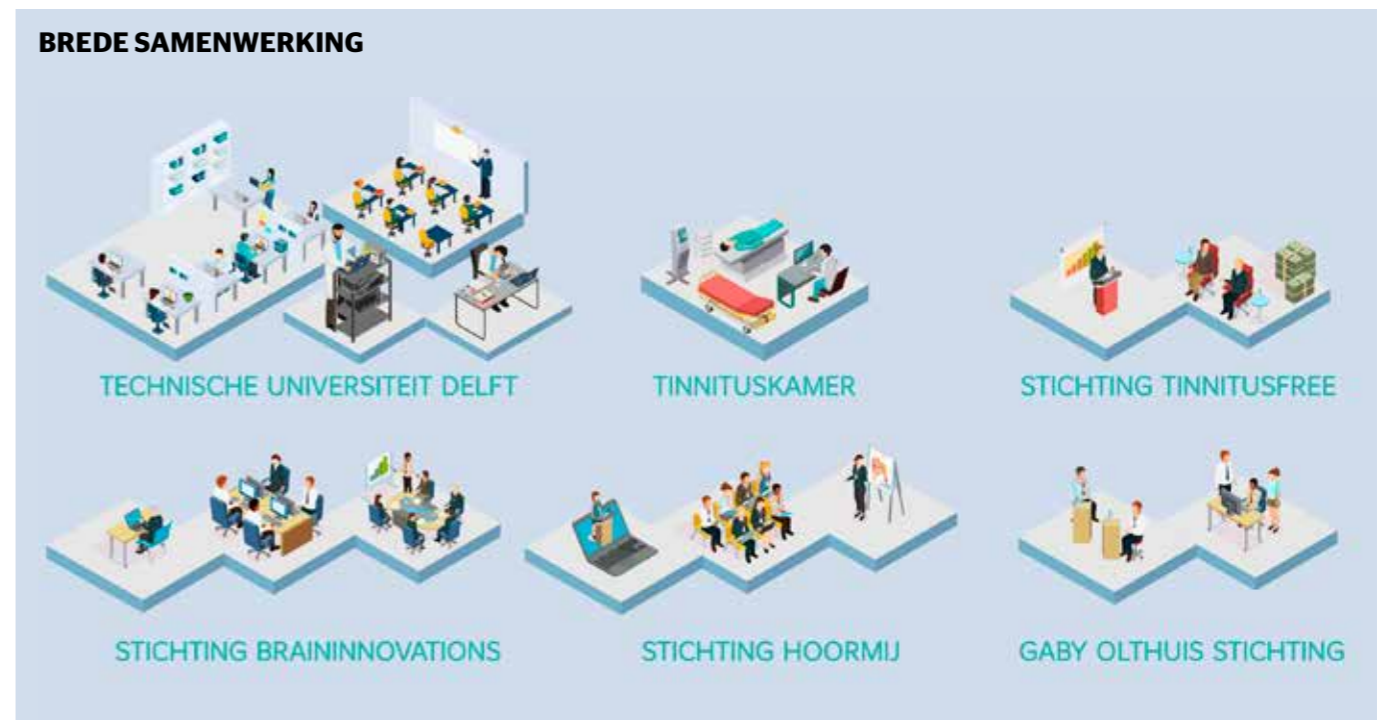 BREDE SAMENWERKING
TECHNISCHE UNIVERSITEIT DELFT
TINNITUSKAMER
STICHTING TINNITUSFREE
STICHTING BRAININNOVATIONS
STICHTING HOORMIJ
GABY OLTHUIS STICHTING